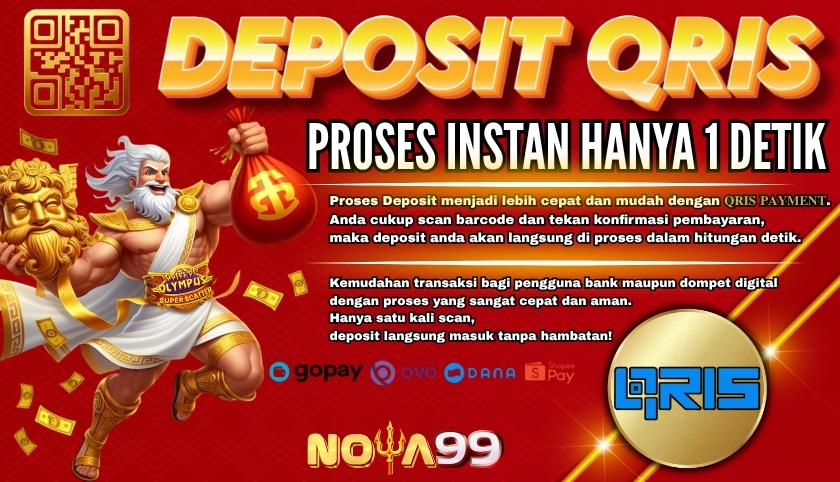 DEPOSIT QRIS
PROSES INSTAN HANYA 1 DETIK
Proses Deposit menjadi lebih cepat dan mudah dengan QRIS PAYMENT.
Anda cukup scan barcode dan tekan konfirmasi pembayaran,
maka deposit anda akan langsung di proses dalam hitungan detik.
Kemudahan transaksi bagi pengguna bank maupun dompet digital
dengan proses yang sangat cepat dan aman.
Hanya satu kali scan,
deposit langsung masuk tanpa hambatan!
OLYMPUS
SUPER SCATTER
gopay OVO DANA Shopee Pay
QRIS
NOVA99